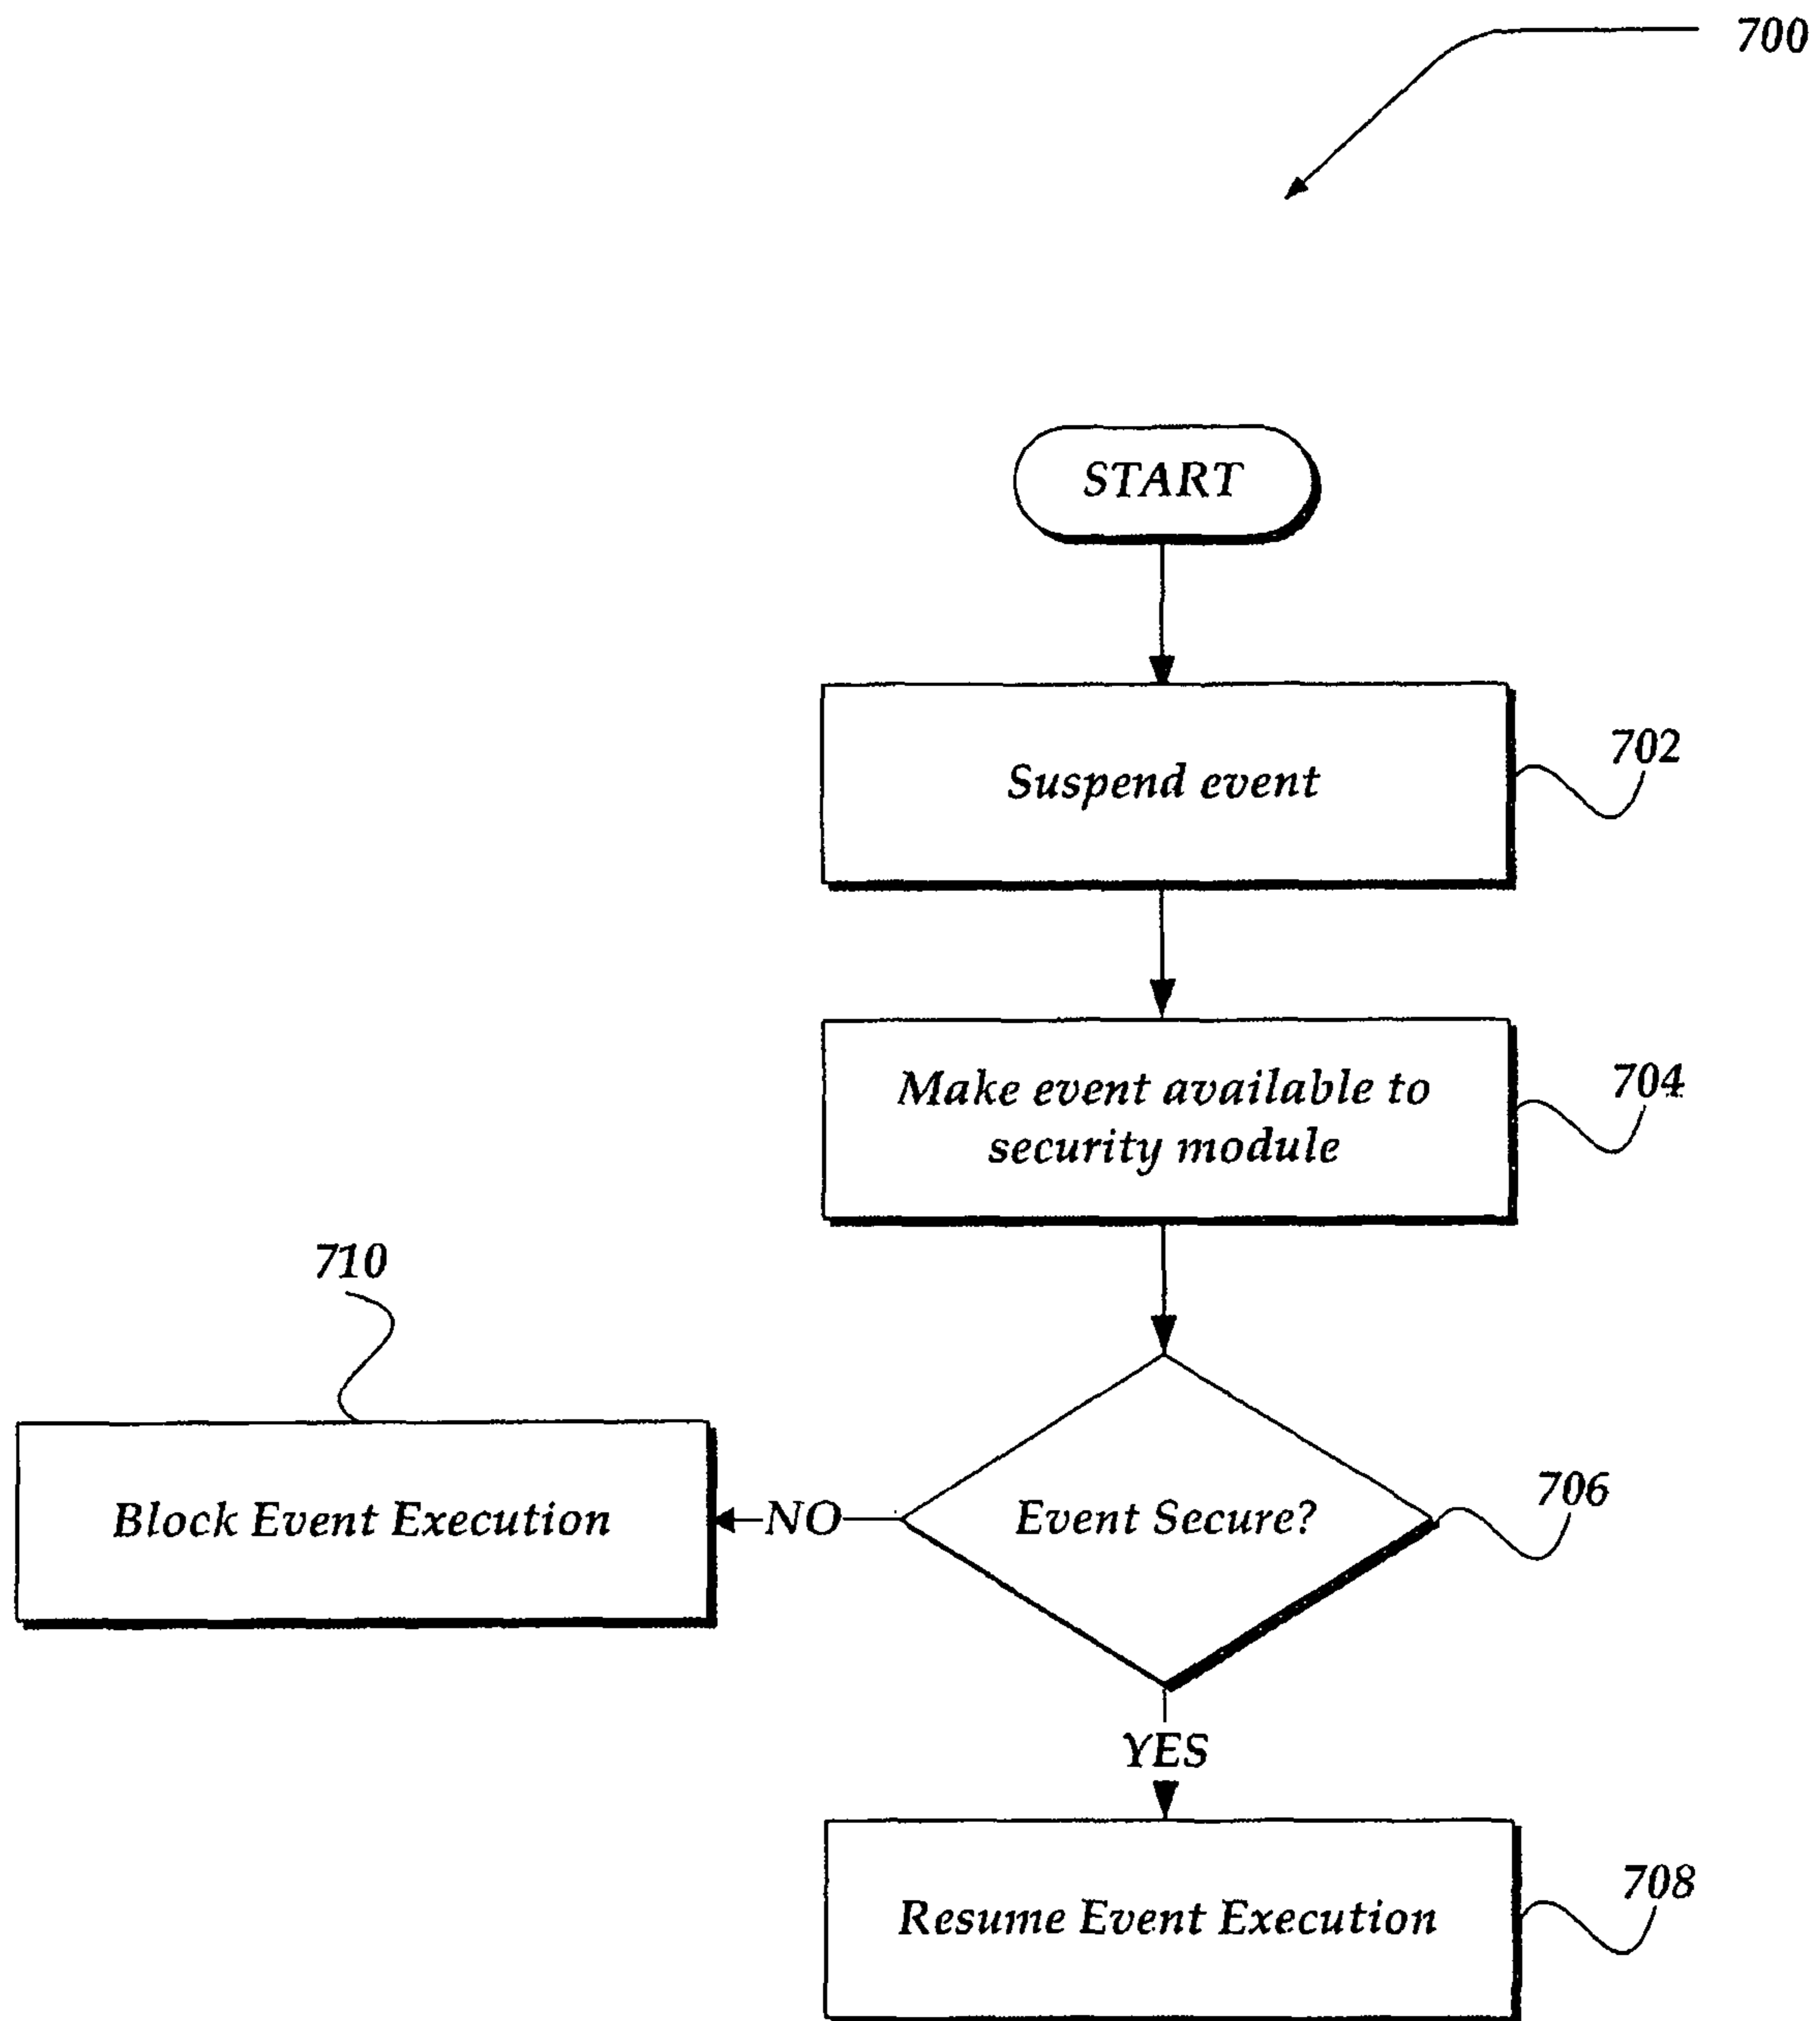 700
START
Suspend event
702
Make event available to
security module
704
710
Block Event Execution
NO
Event Secure?
706
YES
Resume Event Execution
708